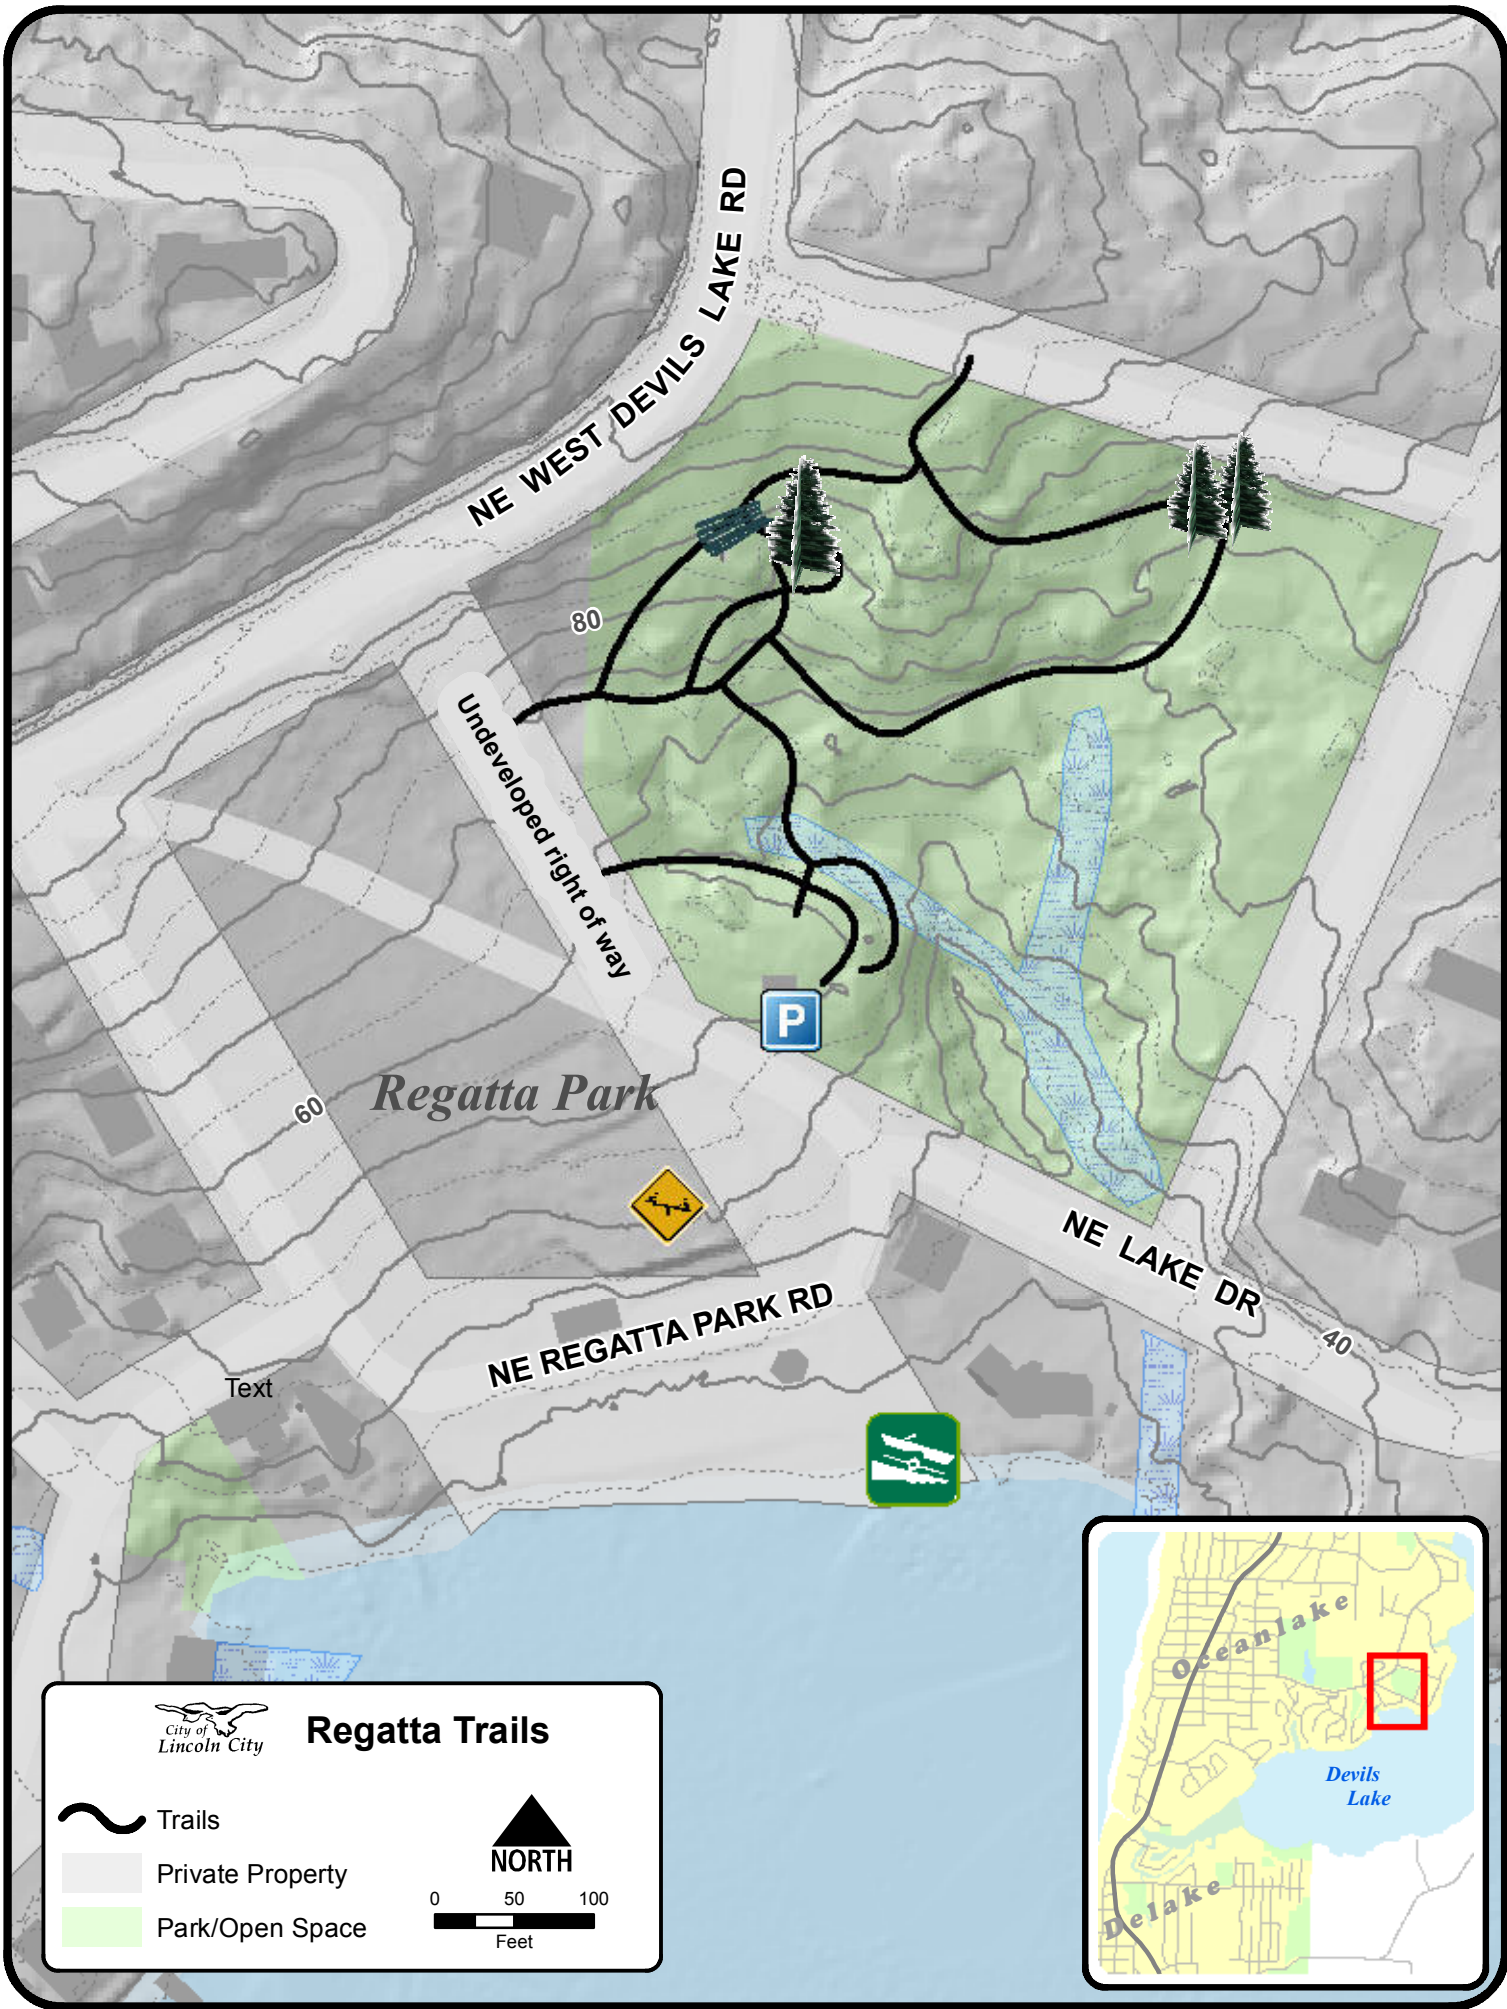 NE WEST DEVILS LAKE RD
80
Undeveloped right of way
P
Regatta Park
60
NE LAKE DR
NE REGATTA PARK RD
40
Text
Oceanlake
Devils
Lake
Delake
City of
Lincoln City
Regatta Trails
Trails
Private Property
Park/Open Space
NORTH
0 50 100
Feet